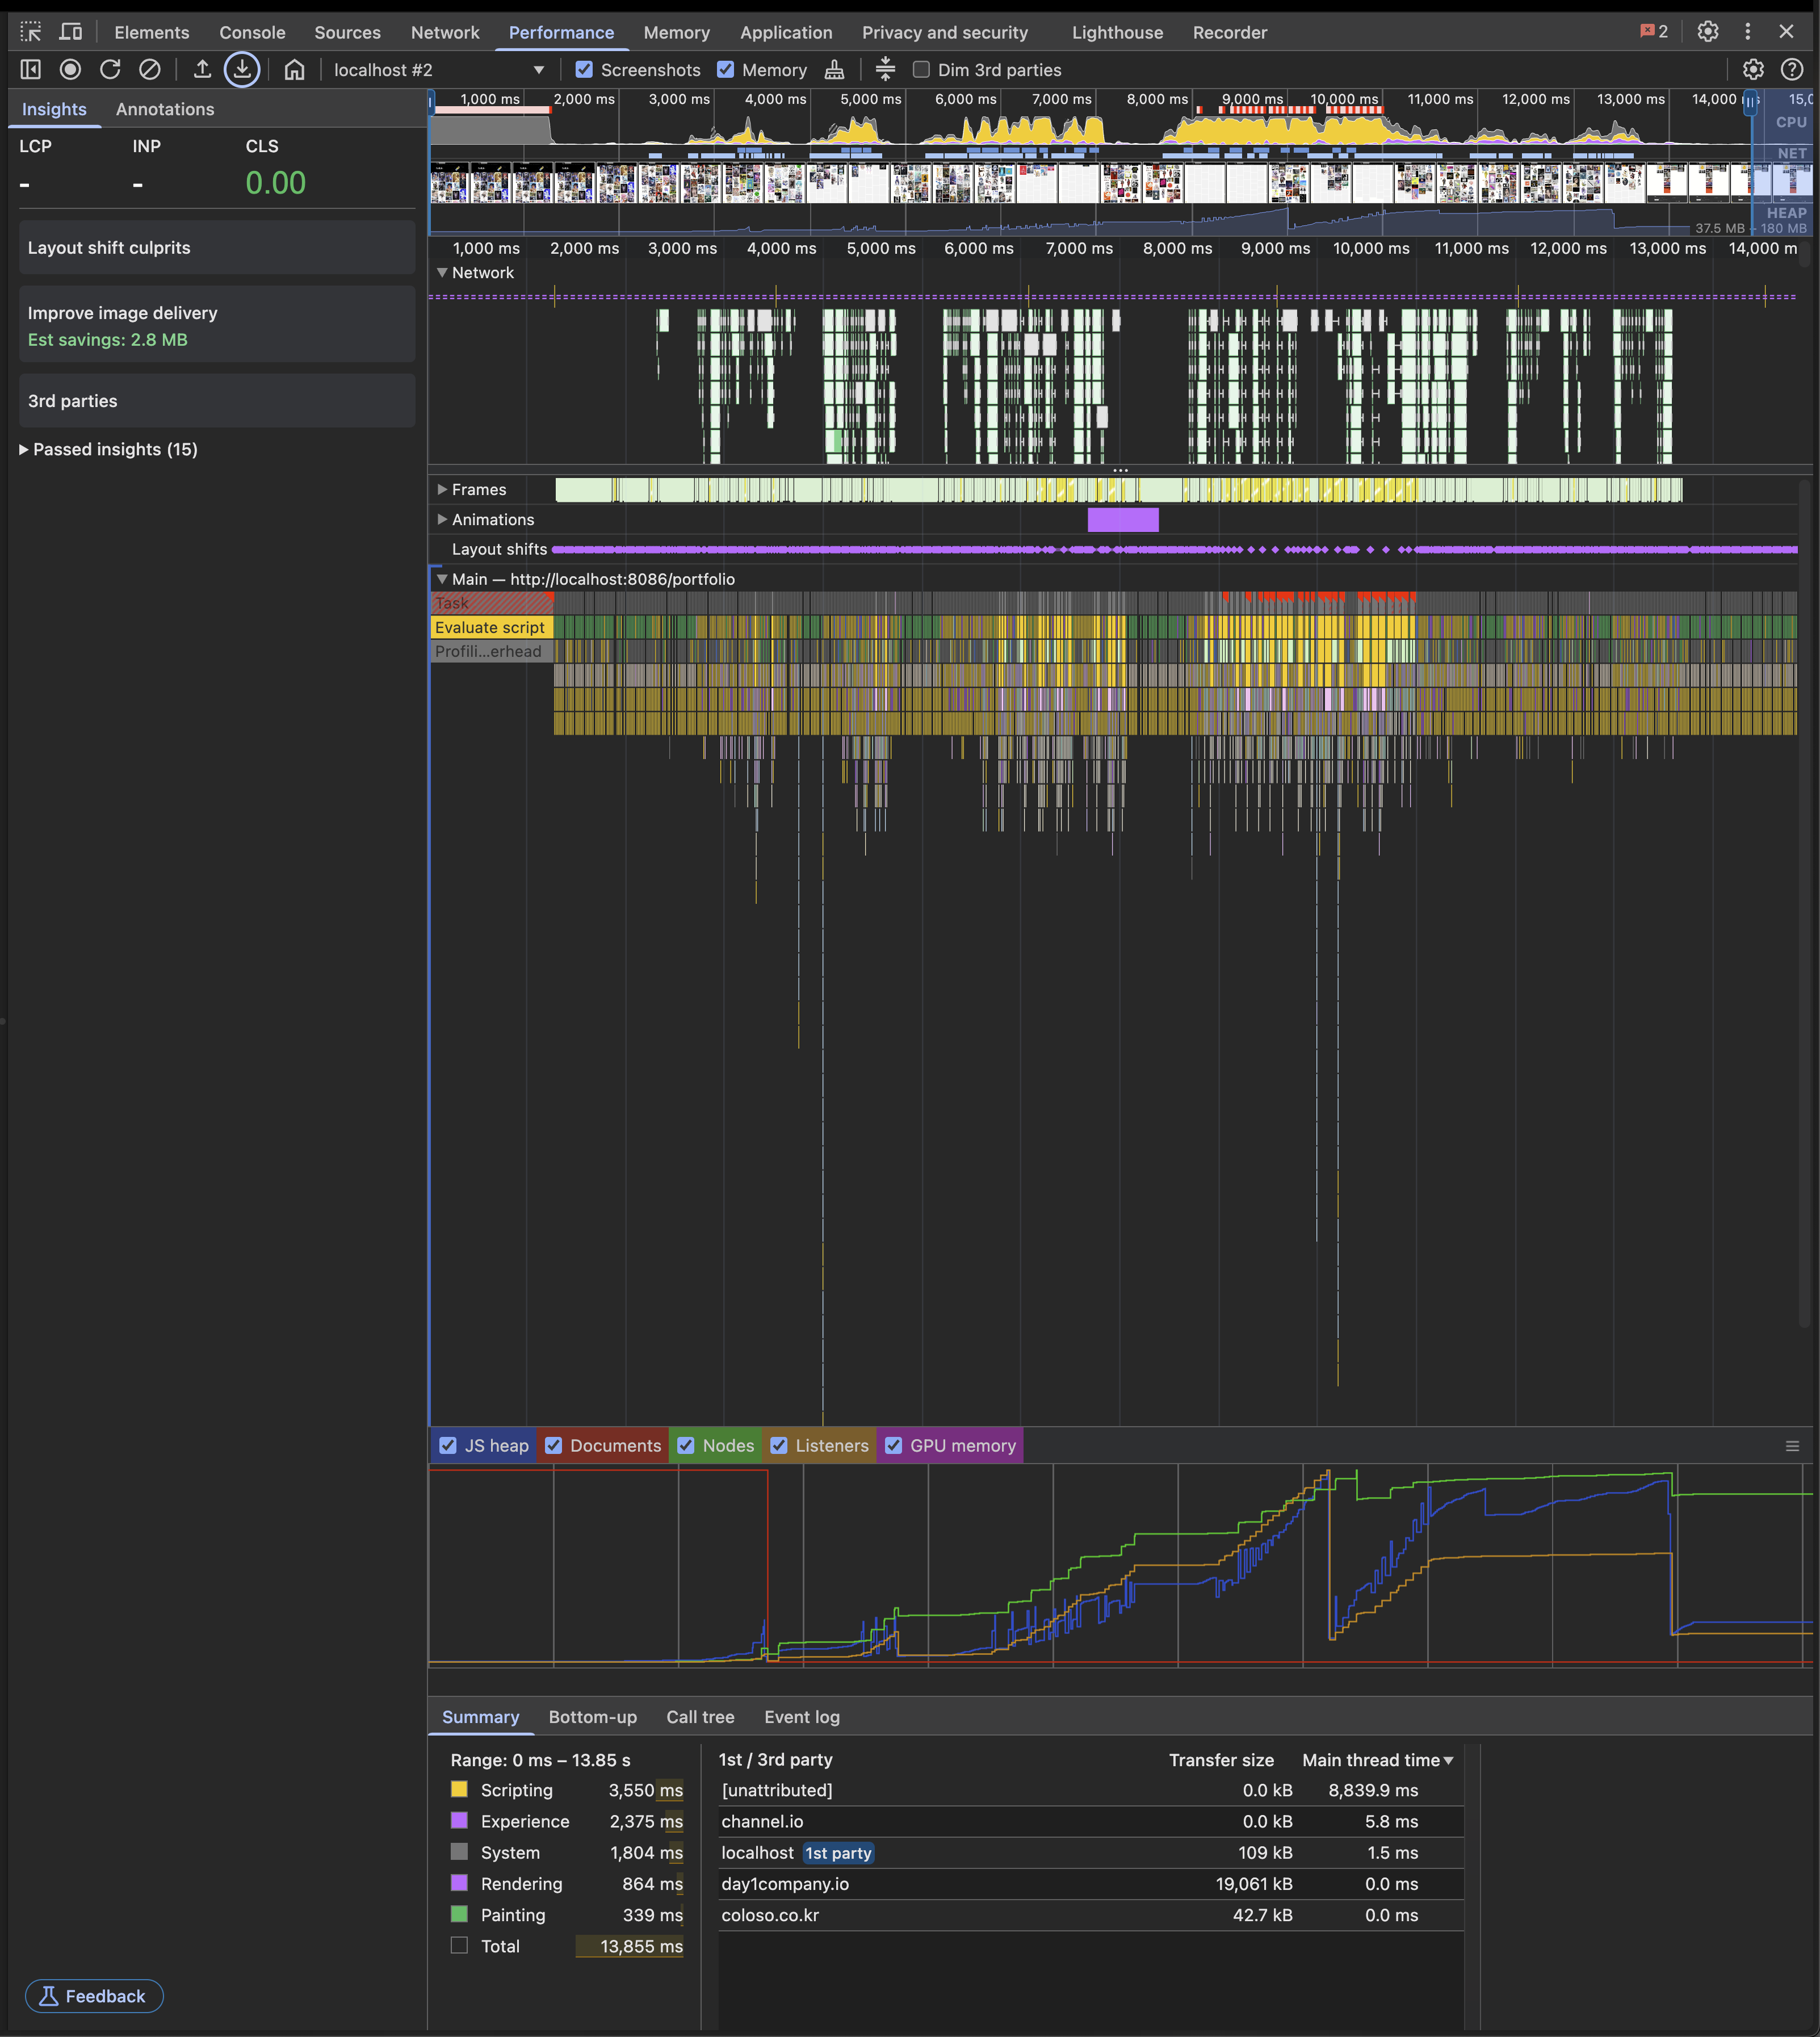 Elements Console Sources Network Performance Memory Application Privacy and security Lighthouse Recorder 2
localhost #2 Screenshots Memory Dim 3rd parties
Insights Annotations
LCP INP CLS
- - 0.00
Layout shift culprits
Improve image delivery
Est savings: 2.8 MB
3rd parties
Passed insights (15)
Feedback
1,000 ms 2,000 ms 3,000 ms 4,000 ms 5,000 ms 6,000 ms 7,000 ms 8,000 ms 9,000 ms 10,000 ms 11,000 ms 12,000 ms 13,000 ms
CPU
NET
HEAP
37.5 MB – 180 MB
1,000 ms 2,000 ms 3,000 ms 4,000 ms 5,000 ms 6,000 ms 7,000 ms 8,000 ms 9,000 ms 10,000 ms 11,000 ms 12,000 ms 13,000 ms 14,000 m
Network
Frames
Animations
Layout shifts
Main — http://localhost:8086/portfolio
Task
Evaluate script
Profili...erhead
JS heap Documents Nodes Listeners GPU memory
Summary Bottom-up Call tree Event log
Range: 0 ms – 13.85 s
Scripting 3,550 ms
Experience 2,375 ms
System 1,804 ms
Rendering 864 ms
Painting 339 ms
Total 13,855 ms
1st / 3rd party Transfer size Main thread time
[unattributed] 0.0 kB 8,839.9 ms
channel.io 0.0 kB 5.8 ms
localhost 1st party 109 kB 1.5 ms
day1company.io 19,061 kB 0.0 ms
coloso.co.kr 42.7 kB 0.0 ms